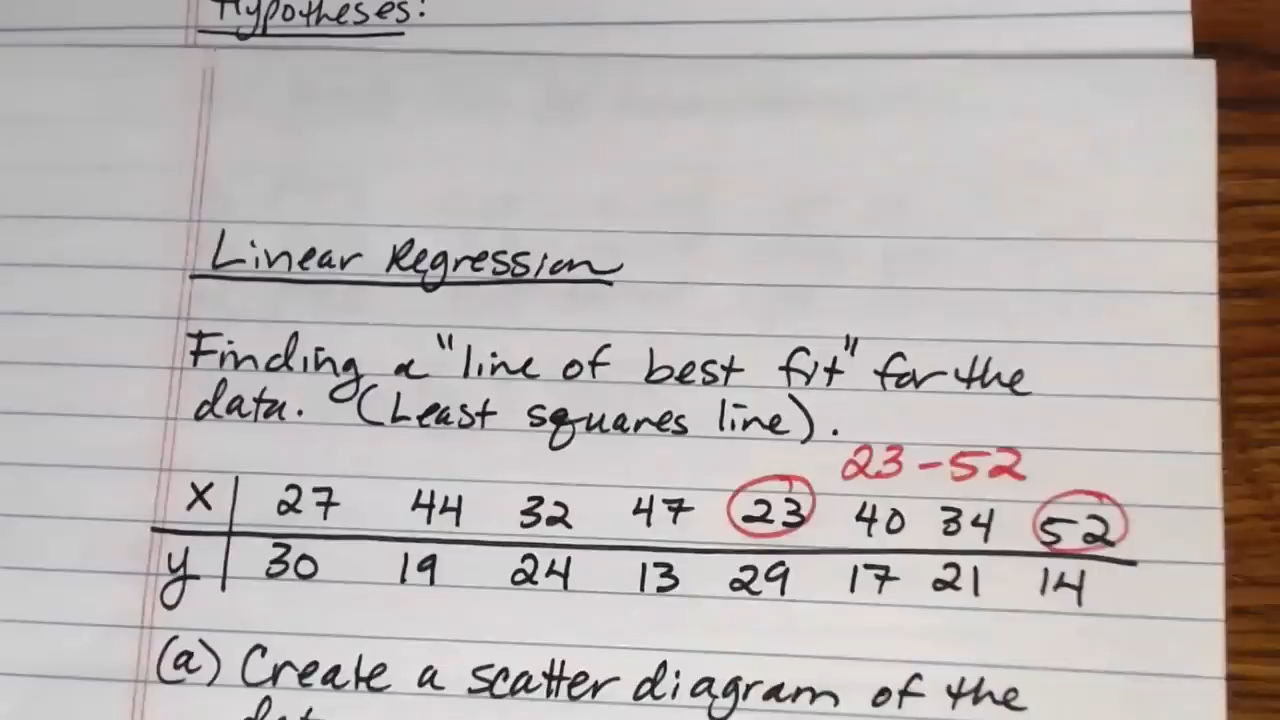 Hypotheses:
Linear Regression
Finding a "line of best fit" for the
data. (Least squares line).
23-52
x 27 44 32 47 23 40 34 52
y 30 19 24 13 29 17 21 14
(a) Create a scatter diagram of the